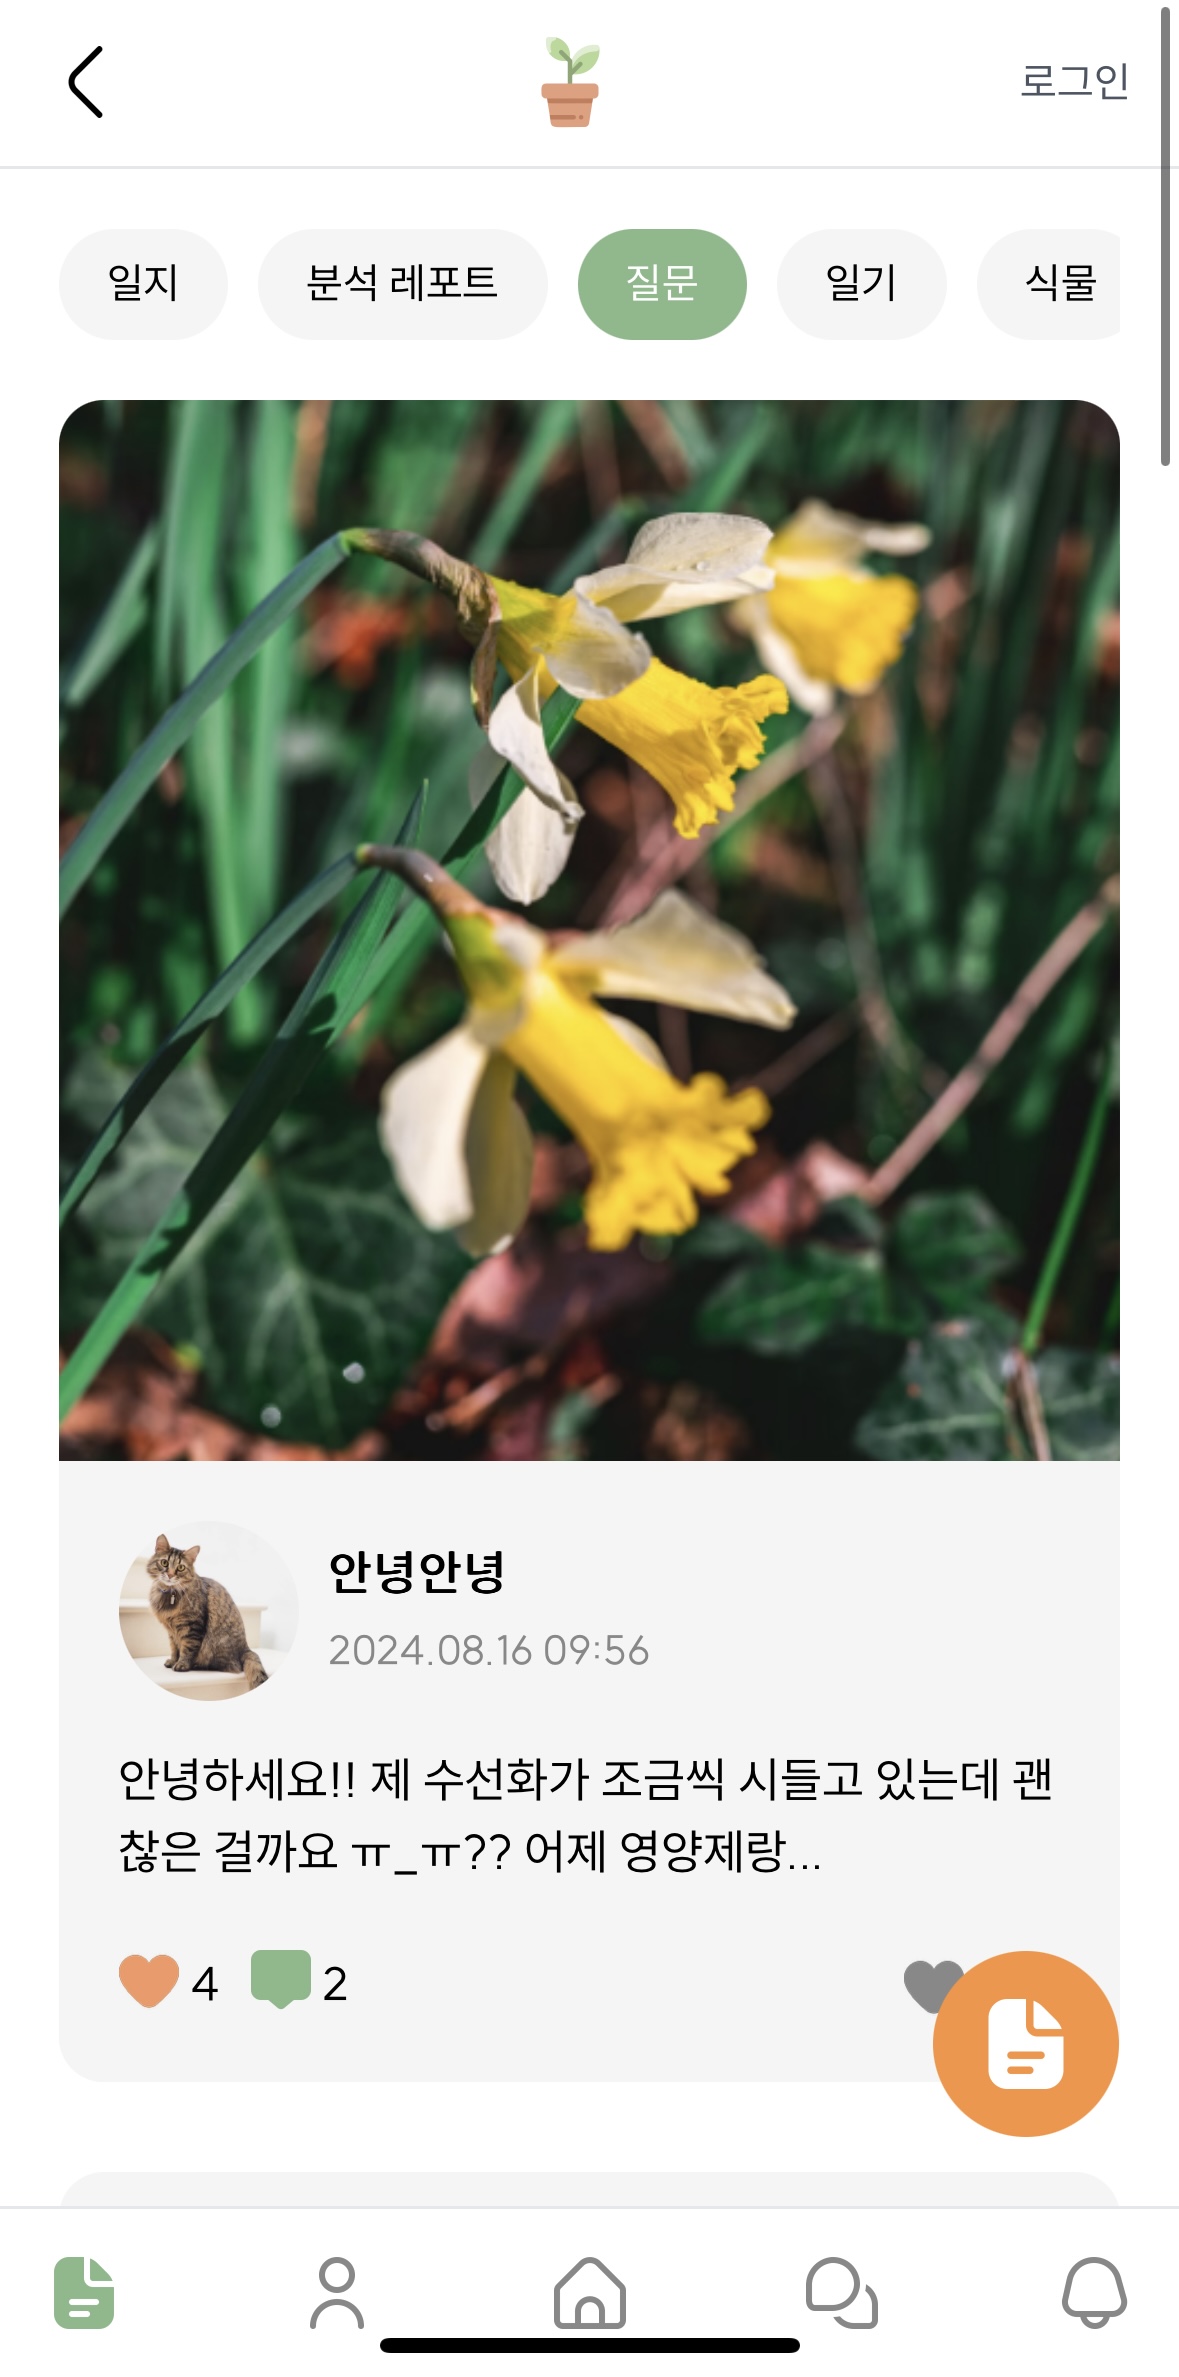 로그인
일지 분석 레포트 질문 일기 식물
안녕안녕
2024.08.16 09:56
안녕하세요!! 제 수선화가 조금씩 시들고 있는데 괜
찮은 걸까요 ㅠ_ㅠ?? 어제 영양제랑...
4 2